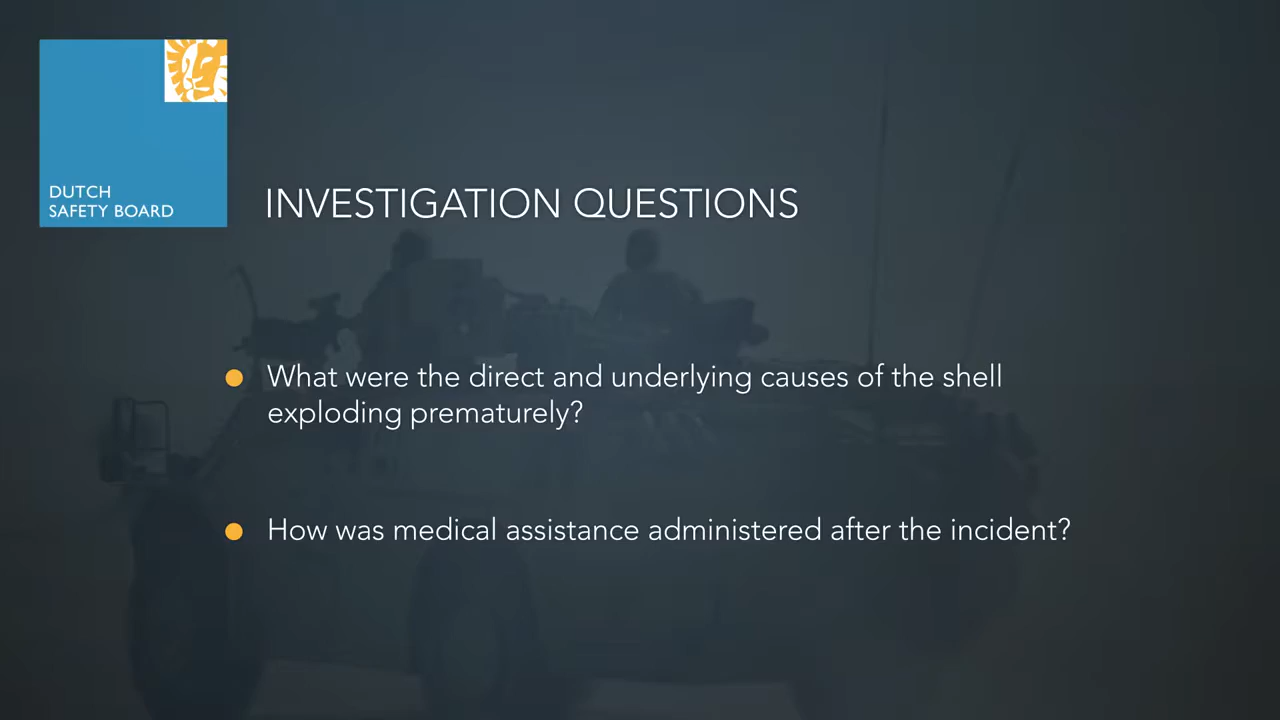 DUTCH
SAFETY BOARD
INVESTIGATION QUESTIONS
What were the direct and underlying causes of the shell
exploding prematurely?
How was medical assistance administered after the incident?